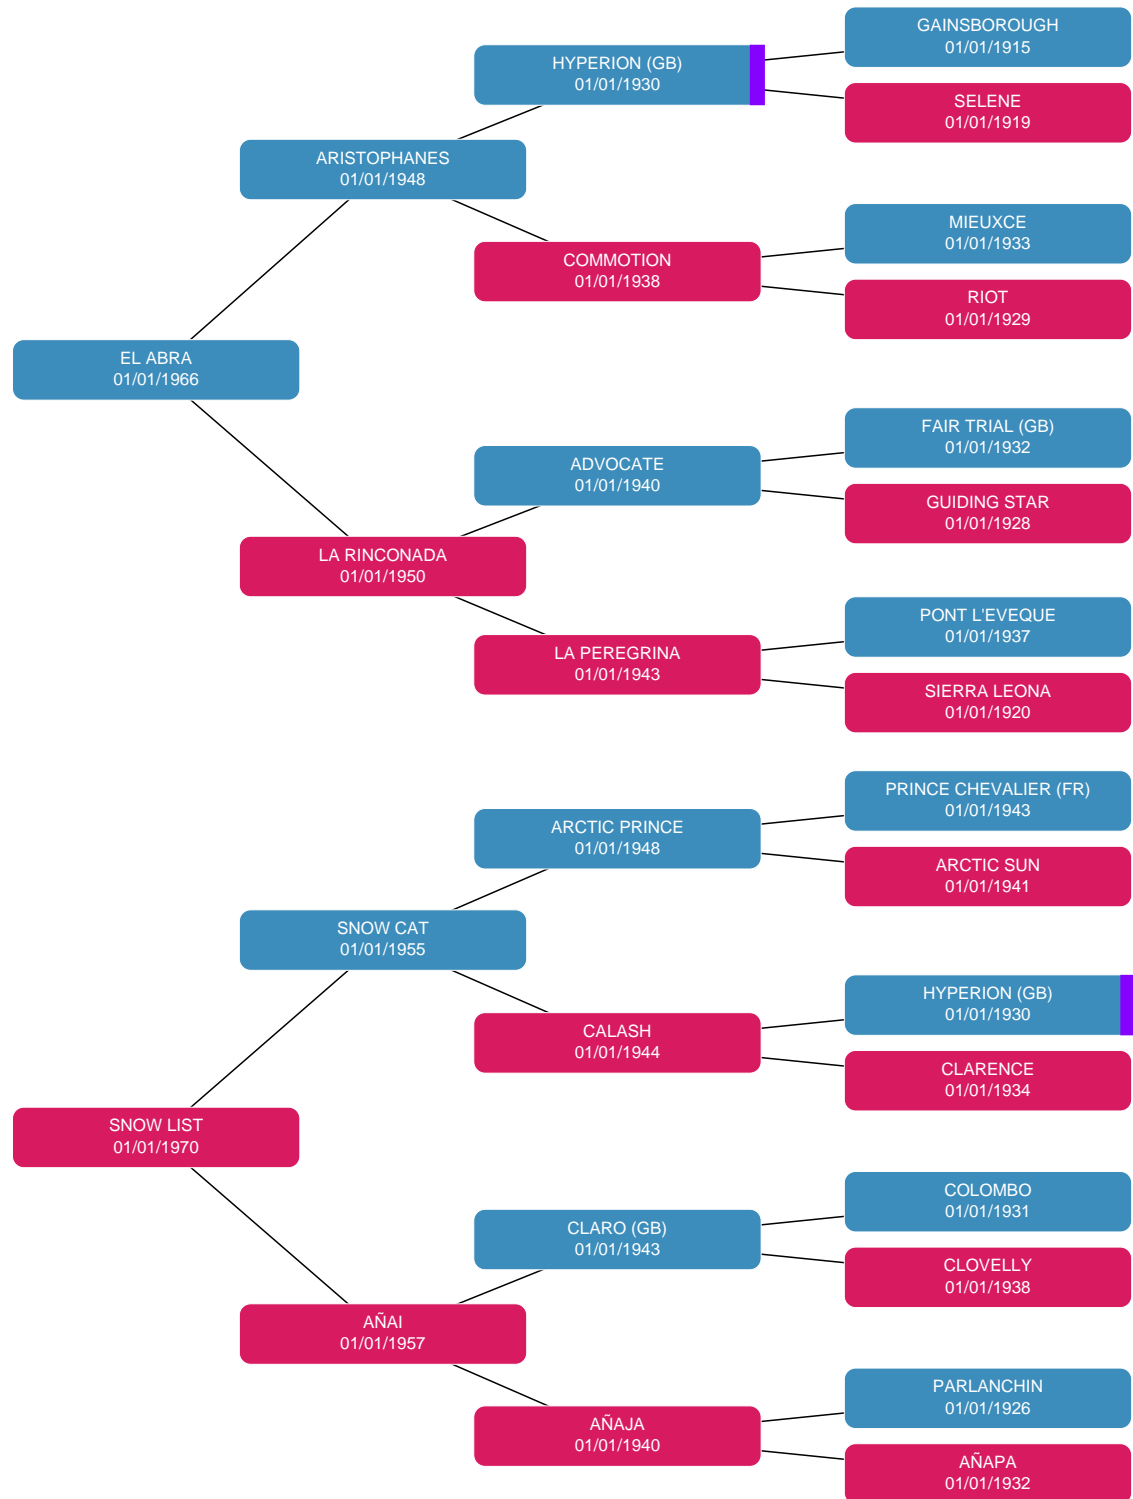 GAINSBOROUGH
01/01/1915
HYPERION (GB)
01/01/1930
SELENE
01/01/1919
ARISTOPHANES
01/01/1948
MIEUXCE
01/01/1933
COMMOTION
01/01/1938
RIOT
01/01/1929
EL ABRA
01/01/1966
FAIR TRIAL (GB)
01/01/1932
ADVOCATE
01/01/1940
GUIDING STAR
01/01/1928
LA RINCONADA
01/01/1950
PONT L'EVEQUE
01/01/1937
LA PEREGRINA
01/01/1943
SIERRA LEONA
01/01/1920
PRINCE CHEVALIER (FR)
01/01/1943
ARCTIC PRINCE
01/01/1948
ARCTIC SUN
01/01/1941
SNOW CAT
01/01/1955
HYPERION (GB)
01/01/1930
CALASH
01/01/1944
CLARENCE
01/01/1934
SNOW LIST
01/01/1970
COLOMBO
01/01/1931
CLARO (GB)
01/01/1943
CLOVELLY
01/01/1938
AÑAI
01/01/1957
PARLANCHIN
01/01/1926
AÑAJA
01/01/1940
AÑAPA
01/01/1932